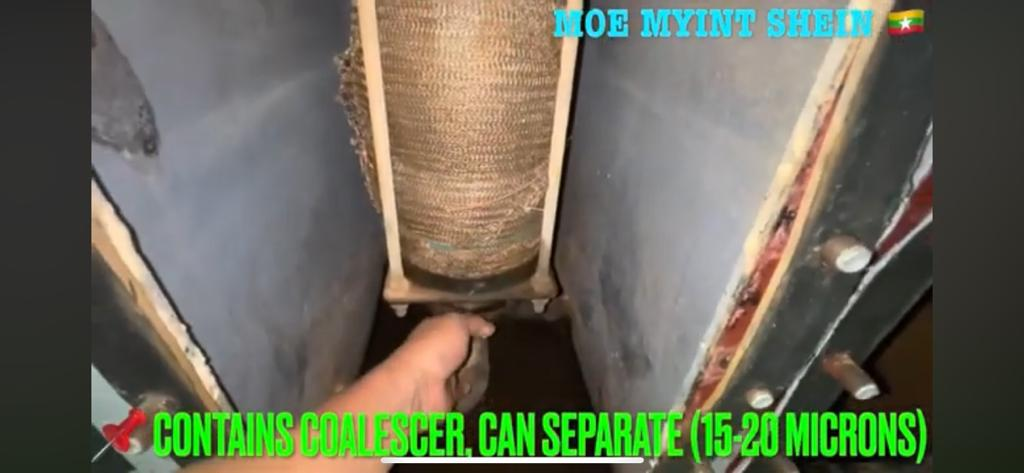 MOE MYINT SHEIN 🇲🇲
📌 CONTAINS COALESCER, CAN SEPARATE (15-20 MICRONS)